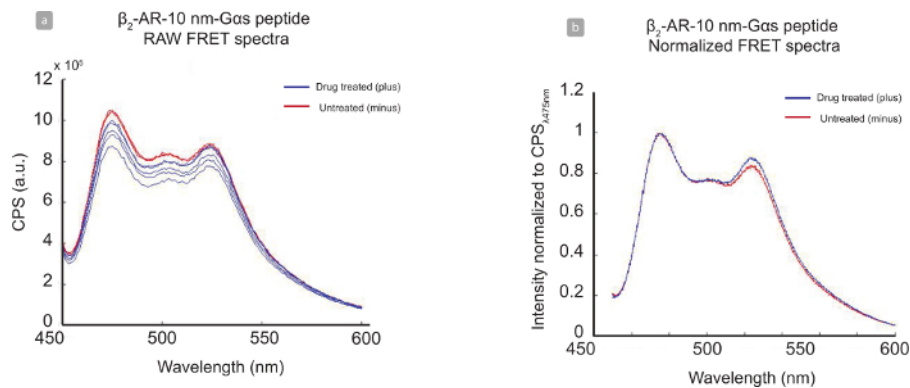 a
β₂-AR-10 nm-Gαs peptide
RAW FRET spectra
x 10⁵
12
10
8
6
4
2
0
CPS (a.u.)
Drug treated (plus)
Untreated (minus)
450
500
550
600
Wavelength (nm)
b
β₂-AR-10 nm-Gαs peptide
Normalized FRET spectra
1.2
1
0.8
0.6
0.4
0.2
0
Intensity normalized to CPSλ475nm
Drug treated (plus)
Untreated (minus)
450
500
550
600
Wavelength (nm)